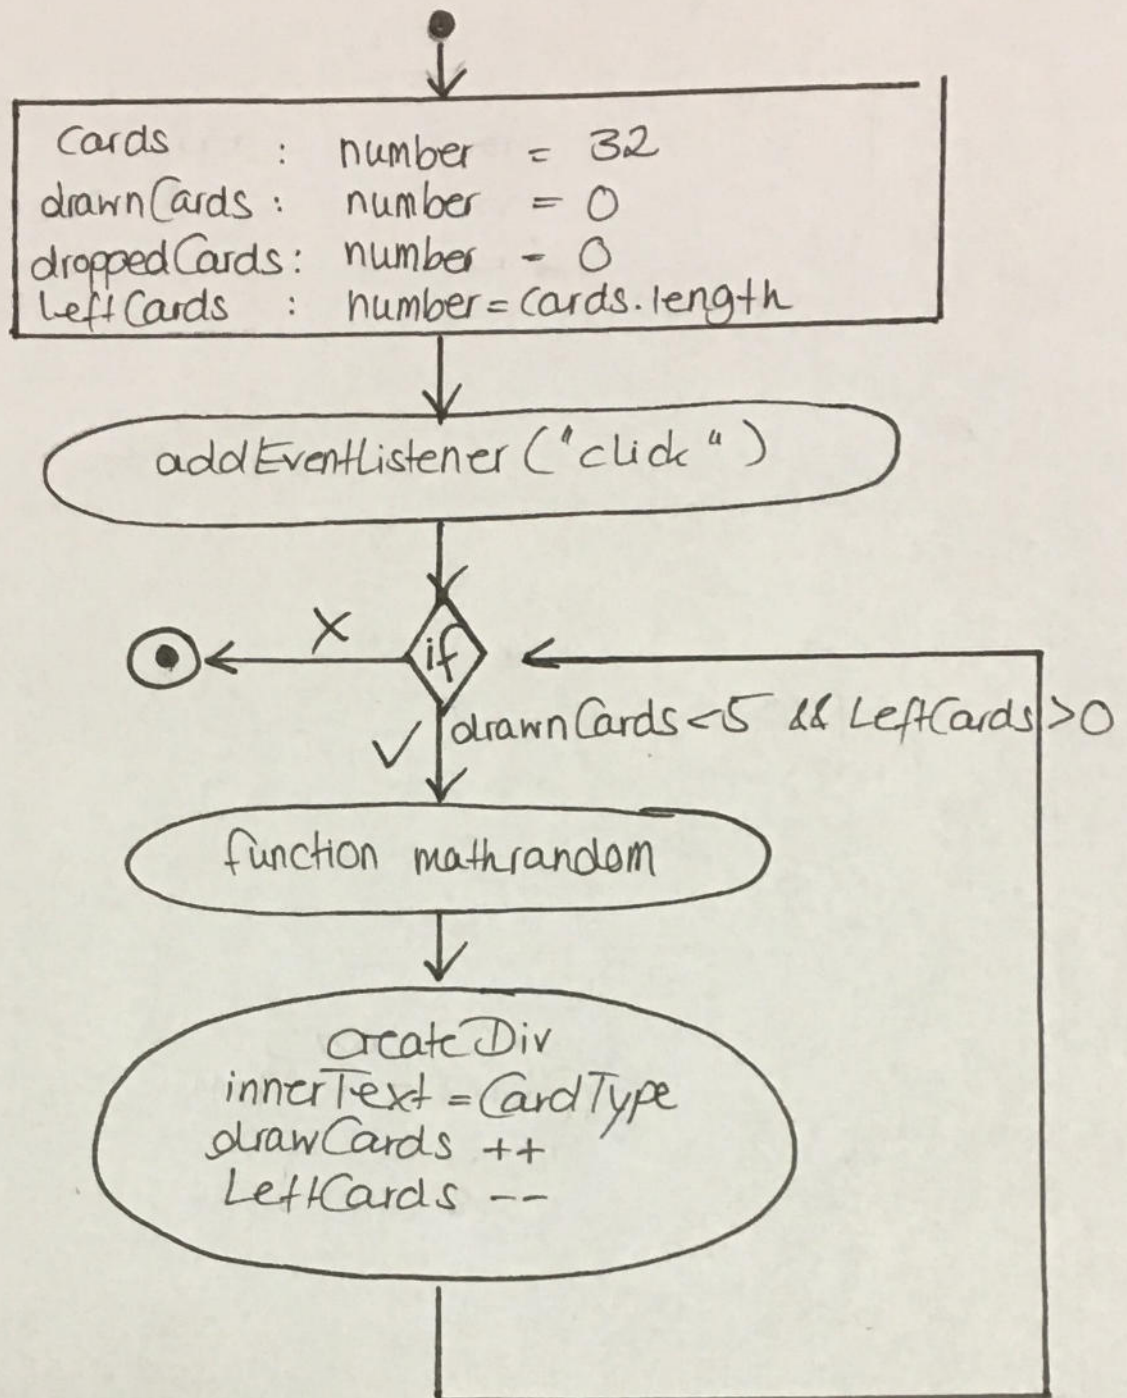 Cards : number = 32
drawnCards : number = 0
droppedCards : number - 0
LeftCards : number = cards.length
addEventListener ("click")
X
if
drawnCards <5 && LeftCards >0
✓
function mathrandom
createDiv
innerText = CardType
drawCards ++
LeftCards --